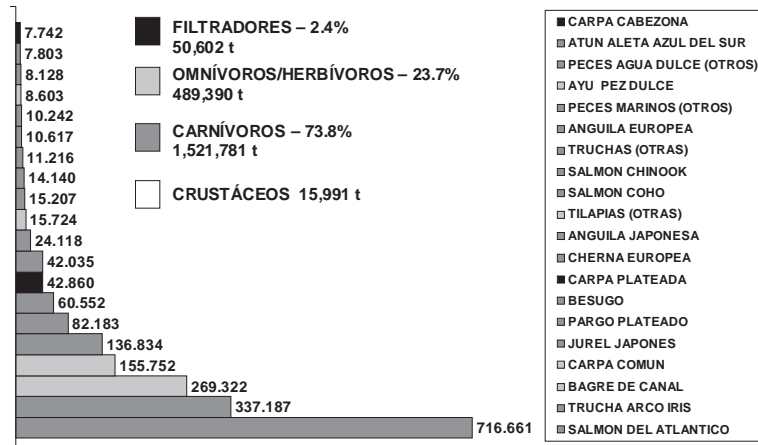 FILTRADORES – 2.4%
50,602 t
OMNÍVOROS/HERBÍVOROS – 23.7%
489,390 t
CARNÍVOROS – 73.8%
1,521,781 t
CRUSTÁCEOS 15,991 t
7.742
7.803
8.128
8.603
10.242
10.617
11.216
14.140
15.207
15.724
24.118
42.035
42.860
60.552
82.183
136.834
155.752
269.322
337.187
716.661
CARPA CABEZONA
ATUN ALETA AZUL DEL SUR
PECES AGUA DULCE (OTROS)
AYU PEZ DULCE
PECES MARINOS (OTROS)
ANGUILA EUROPEA
TRUCHAS (OTRAS)
SALMON CHINOOK
SALMON COHO
TILAPIAS (OTRAS)
ANGUILA JAPONESA
CHERNA EUROPEA
CARPA PLATEADA
BESUGO
PARGO PLATEADO
JUREL JAPONES
CARPA COMUN
BAGRE DE CANAL
TRUCHA ARCO IRIS
SALMON DEL ATLANTICO